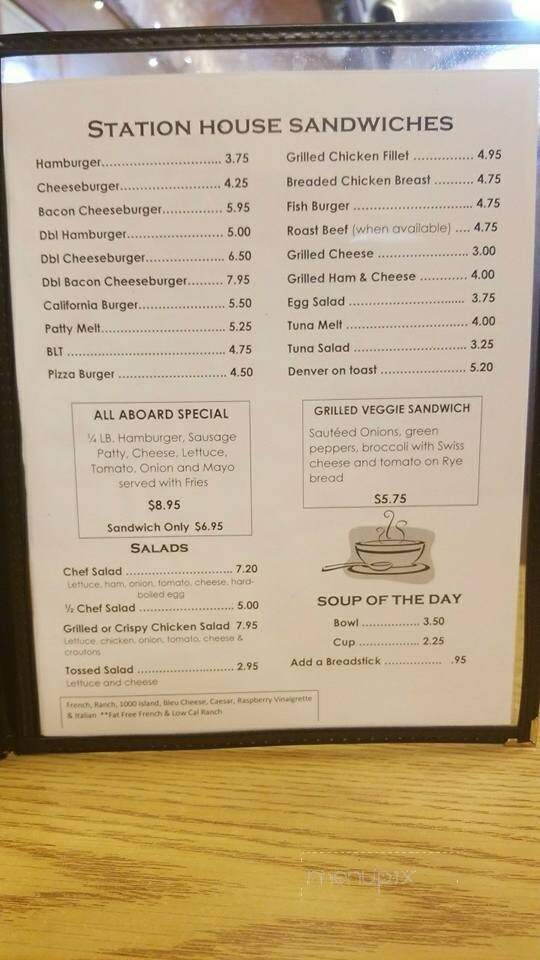 STATION HOUSE SANDWICHES
Hamburger.............................. 3.75
Cheeseburger......................... 4.25
Bacon Cheeseburger............... 5.95
Dbl Hamburger........................ 5.00
Dbl Cheeseburger.................... 6.50
Dbl Bacon Cheeseburger......... 7.95
California Burger...................... 5.50
Patty Melt............................... 5.25
BLT ........................................ 4.75
Pizza Burger ........................... 4.50
Grilled Chicken Fillet ............... 4.95
Breaded Chicken Breast .......... 4.75
Fish Burger .............................. 4.75
Roast Beef (when available) .... 4.75
Grilled Cheese ....................... 3.00
Grilled Ham & Cheese ............ 4.00
Egg Salad ............................. 3.75
Tuna Melt ............................... 4.00
Tuna Salad ............................ 3.25
Denver on toast ...................... 5.20
ALL ABOARD SPECIAL
¼ LB. Hamburger, Sausage
Patty, Cheese, Lettuce,
Tomato, Onion and Mayo
served with Fries
$8.95
Sandwich Only $6.95
GRILLED VEGGIE SANDWICH
Sautéed Onions, green
peppers, broccoli with Swiss
cheese and tomato on Rye
bread
$5.75
SALADS
Chef Salad ............................ 7.20
Lettuce, ham, onion, tomato, cheese, hard-
boiled egg
½ Chef Salad ......................... 5.00
Grilled or Crispy Chicken Salad 7.95
Lettuce, chicken, onion, tomato, cheese &
croutons
Tossed Salad ......................... 2.95
Lettuce and cheese
French, Ranch, 1000 Island, Bleu Cheese, Caesar, Raspberry Vinaigrette
& Italian **Fat Free French & Low Cal Ranch
SOUP OF THE DAY
Bowl ............... 3.50
Cup ................ 2.25
Add a Breadstick ............... .95
menupix